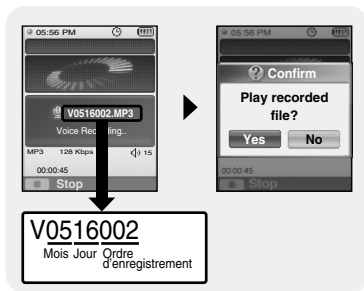 05:56 PM
V0516002.MP3
Voice Recording..
MP3 128 Kbps 15
00:00:45
Stop
05:56 PM
Confirm
Play recorded
file?
Yes No
00:00:45
Stop
V0516002
Mois Jour Ordre
d'enregistrement